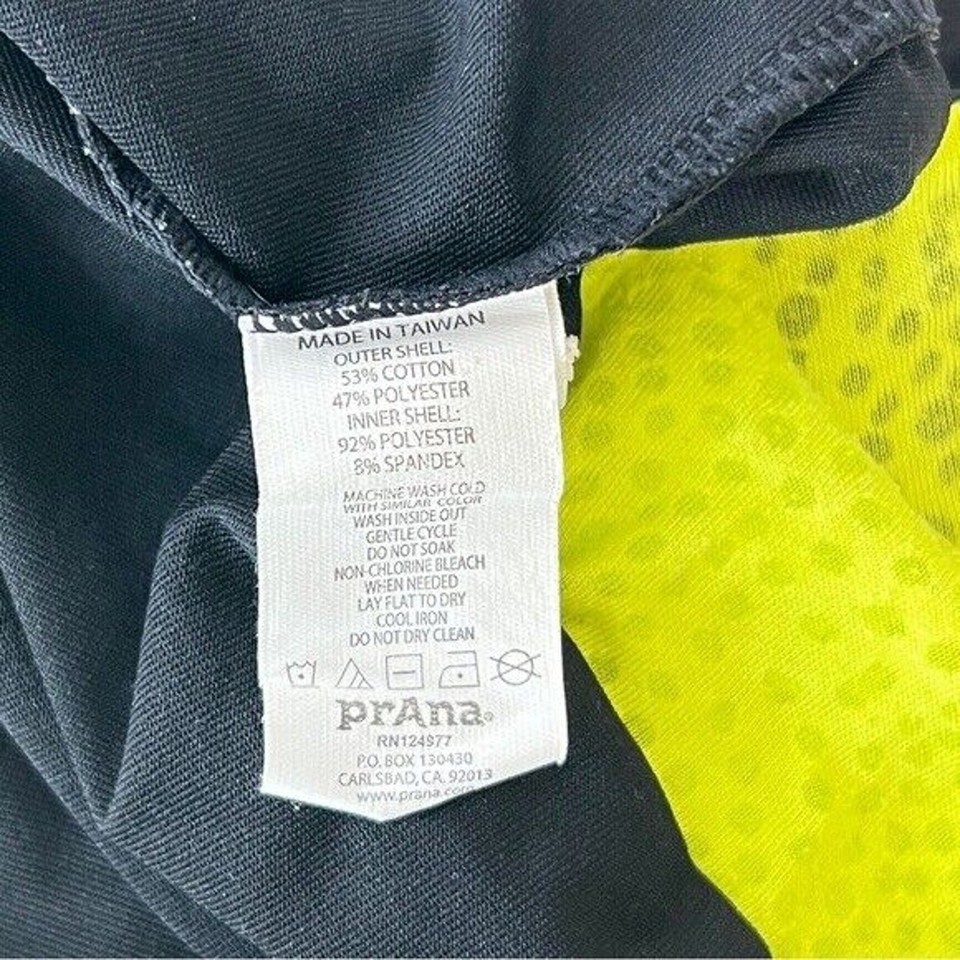 MADE IN TAIWAN
OUTER SHELL:
53% COTTON
47% POLYESTER
INNER SHELL:
92% POLYESTER
8% SPANDEX
MACHINE WASH COLD
WITH SIMILAR COLOR
WASH INSIDE OUT
GENTLE CYCLE
DO NOT SOAK
NON-CHLORINE BLEACH
WHEN NEEDED
LAY FLAT TO DRY
COOL IRON
DO NOT DRY CLEAN
prAna®
RN124977
P.O. BOX 130430
CARLSBAD, CA. 92013
www.prana.com